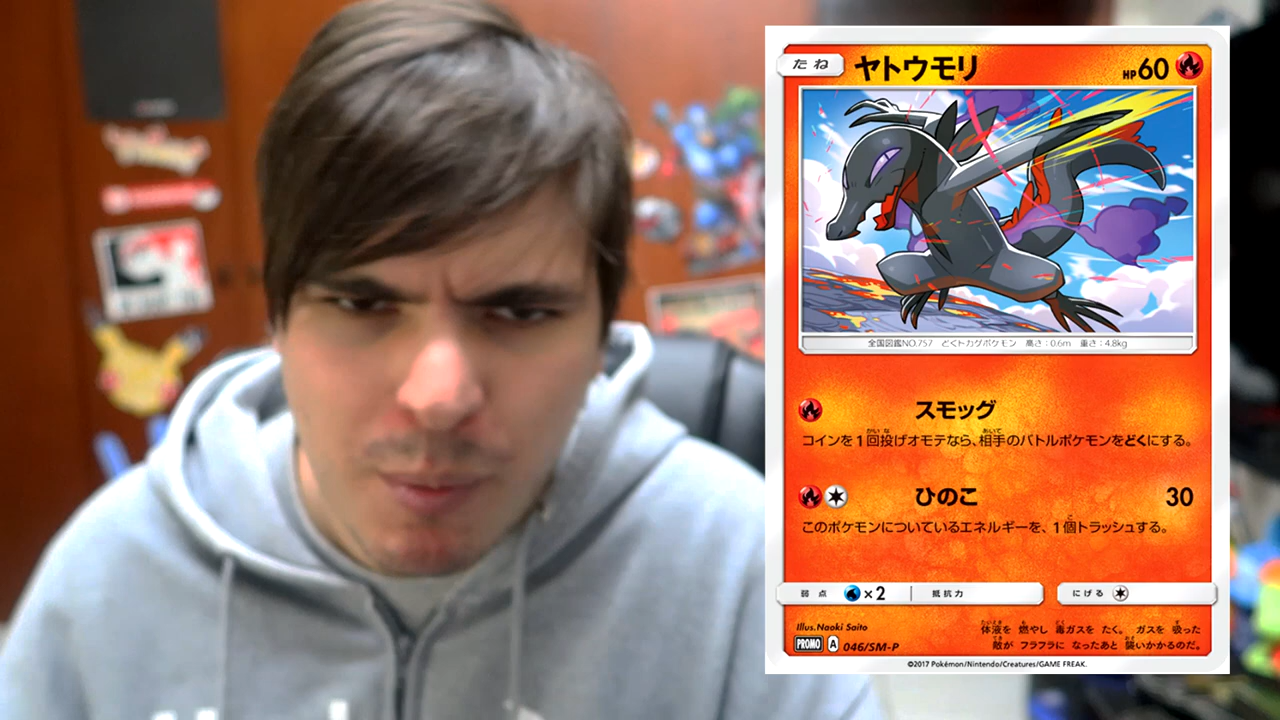 たね
ヤトウモリ
HP60
全国図鑑NO.757 どくトカゲポケモン 高さ:0.6m 重さ:4.8kg
スモッグ
コインを1回投げオモテなら、相手のバトルポケモンをどくにする。
ひのこ 30
このポケモンについているエネルギーを、1個トラッシュする。
弱点 ×2 抵抗力 にげる
Illus.Naoki Saito
PROMO A 046/SM-P
体液を 燃やし 毒ガスを たく。 ガスを 吸った
敵が フラフラに なったあと 襲いかかるのだ。
©2017 Pokémon/Nintendo/Creatures/GAME FREAK.